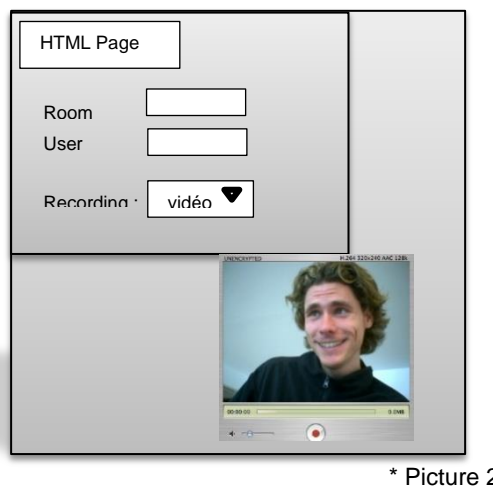 HTML Page
Room
User
Recording :
vidéo
UNENCRYPTED
H.264 320x240 AAC 128k
00:00:00
0.0MB
* Picture 2